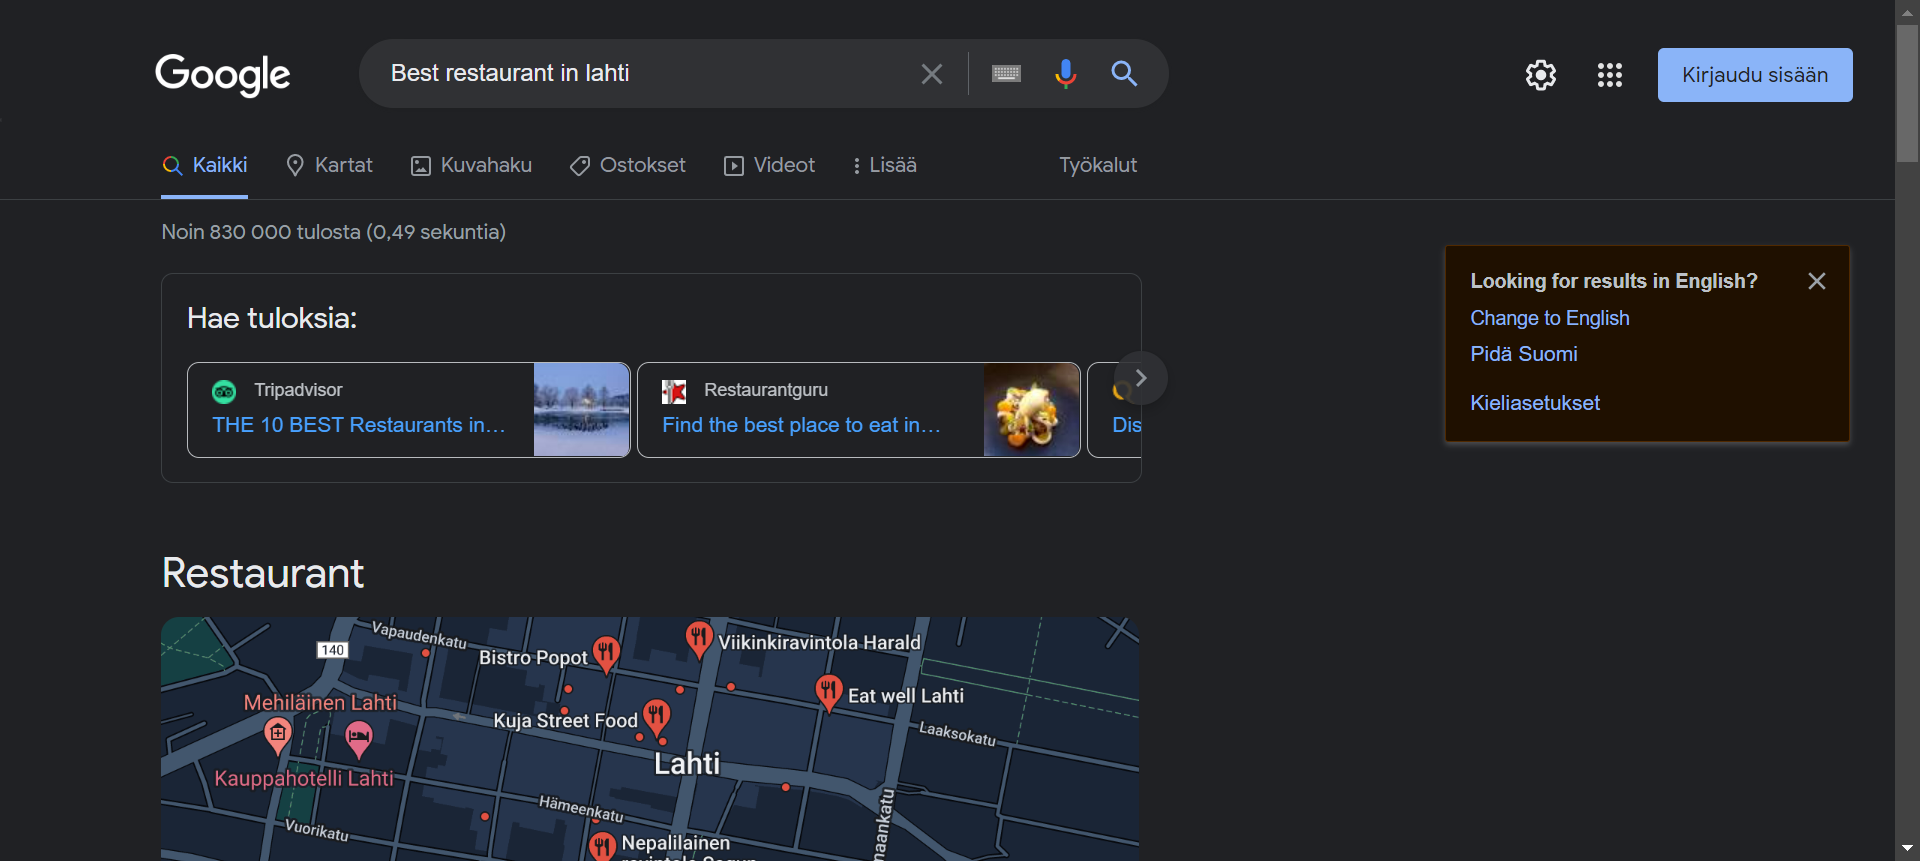 Google
Best restaurant in lahti
Kirjaudu sisään
Kaikki
Kartat
Kuvahaku
Ostokset
Videot
Lisää
Työkalut
Noin 830 000 tulosta (0,49 sekuntia)
Looking for results in English?
Change to English
Pidä Suomi
Kieliasetukset
Hae tuloksia:
Tripadvisor
THE 10 BEST Restaurants in...
Restaurantguru
Find the best place to eat in...
Dis
Restaurant
Vapaudenkatu
140
Bistro Popot
Viikinkiravintola Harald
Mehiläinen Lahti
Eat well Lahti
Kuja Street Food
Laaksokatu
Lahti
Kauppahotelli Lahti
Hämeenkatu
Vuorikatu
maankatu
Nepalilainen